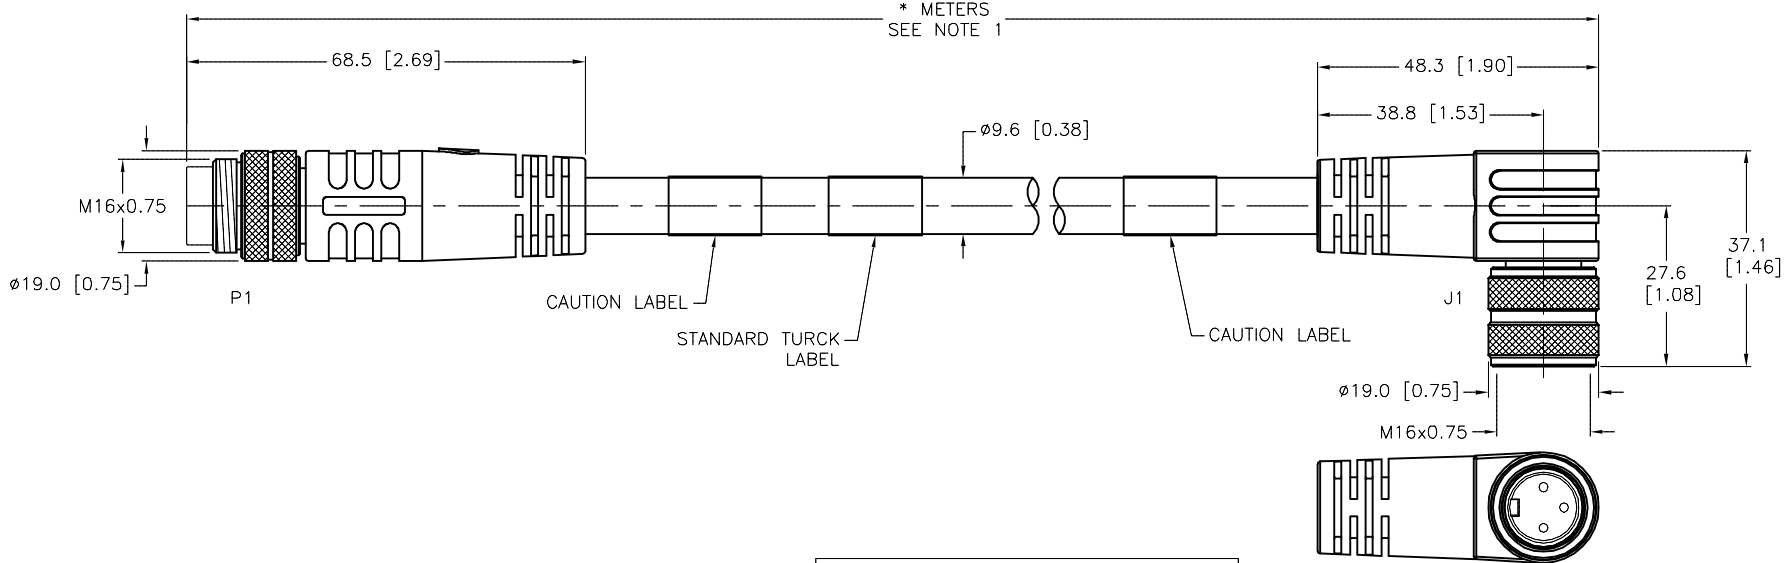 * METERS
SEE NOTE 1
68.5 [2.69]
48.3 [1.90]
38.8 [1.53]
ø9.6 [0.38]
M16x0.75
ø19.0 [0.75]
P1
CAUTION LABEL
STANDARD TURCK
LABEL
CAUTION LABEL
J1
27.6
[1.08]
37.1
[1.46]
ø19.0 [0.75]
M16x0.75